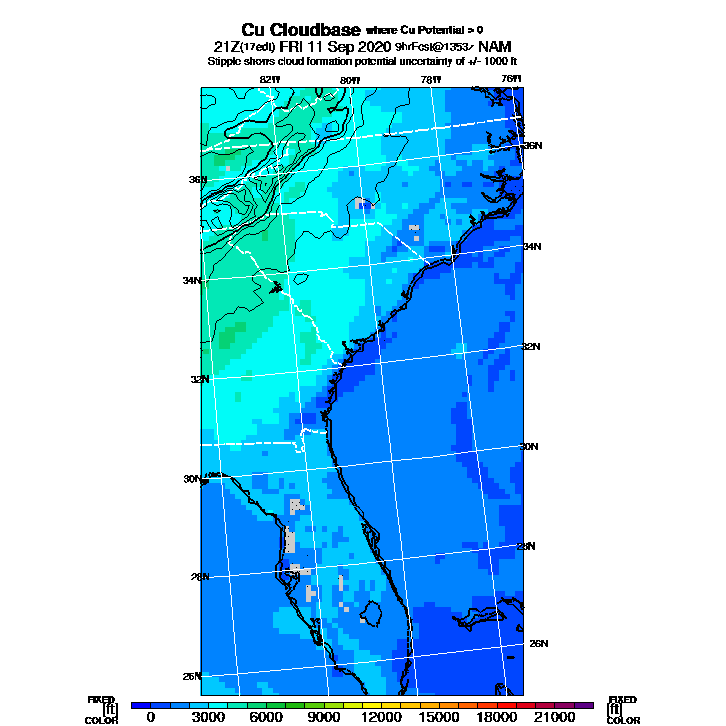 Cu Cloudbase where Cu Potential > 0
21Z(17edt) FRI 11 Sep 2020 9hrFcst@1353z NAM
Stipple shows cloud formation potential uncertainty of +/- 1000 ft
82W 80W 78W 76W
36N 36N
34N 34N
32N 32N
30N 30N
28N 28N
26N 26N
FIXED FIXED
[ft] [ft]
COLOR COLOR
0 3000 6000 9000 12000 15000 18000 21000